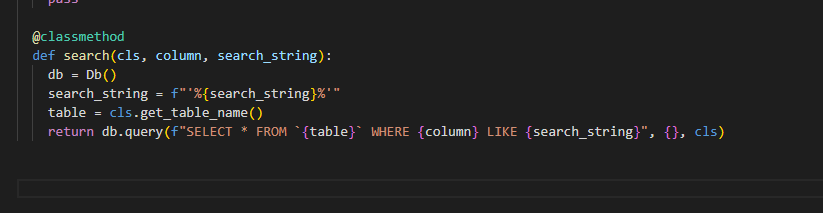 pass
@classmethod
def search(cls, column, search_string):
db = Db()
search_string = f"'%{search_string}%'"
table = cls.get_table_name()
return db.query(f"SELECT * FROM `{table}` WHERE {column} LIKE {search_string}", {}, cls)